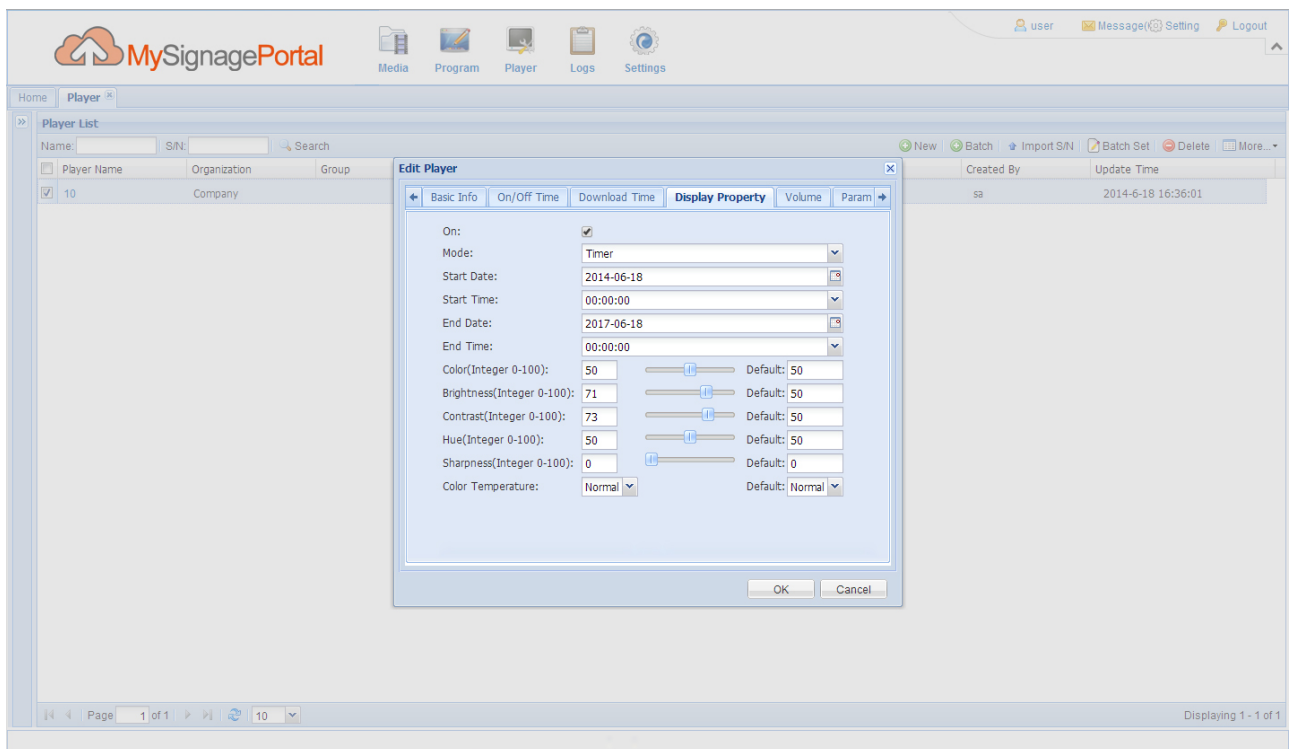 user Message(0) Setting Logout
MySignagePortal
Media Program Player Logs Settings
Home Player
Player List
Name: S/N: Search New Batch Import S/N Batch Set Delete More...
Player Name Organization Group Created By Update Time
10 Company sa 2014-6-18 16:36:01
Edit Player
Basic Info On/Off Time Download Time Display Property Volume Param
On:
Mode: Timer
Start Date: 2014-06-18
Start Time: 00:00:00
End Date: 2017-06-18
End Time: 00:00:00
Color(Integer 0-100): 50 Default: 50
Brightness(Integer 0-100): 71 Default: 50
Contrast(Integer 0-100): 73 Default: 50
Hue(Integer 0-100): 50 Default: 50
Sharpness(Integer 0-100): 0 Default: 0
Color Temperature: Normal Default: Normal
OK Cancel
Page 1 of 1 10 Displaying 1 - 1 of 1